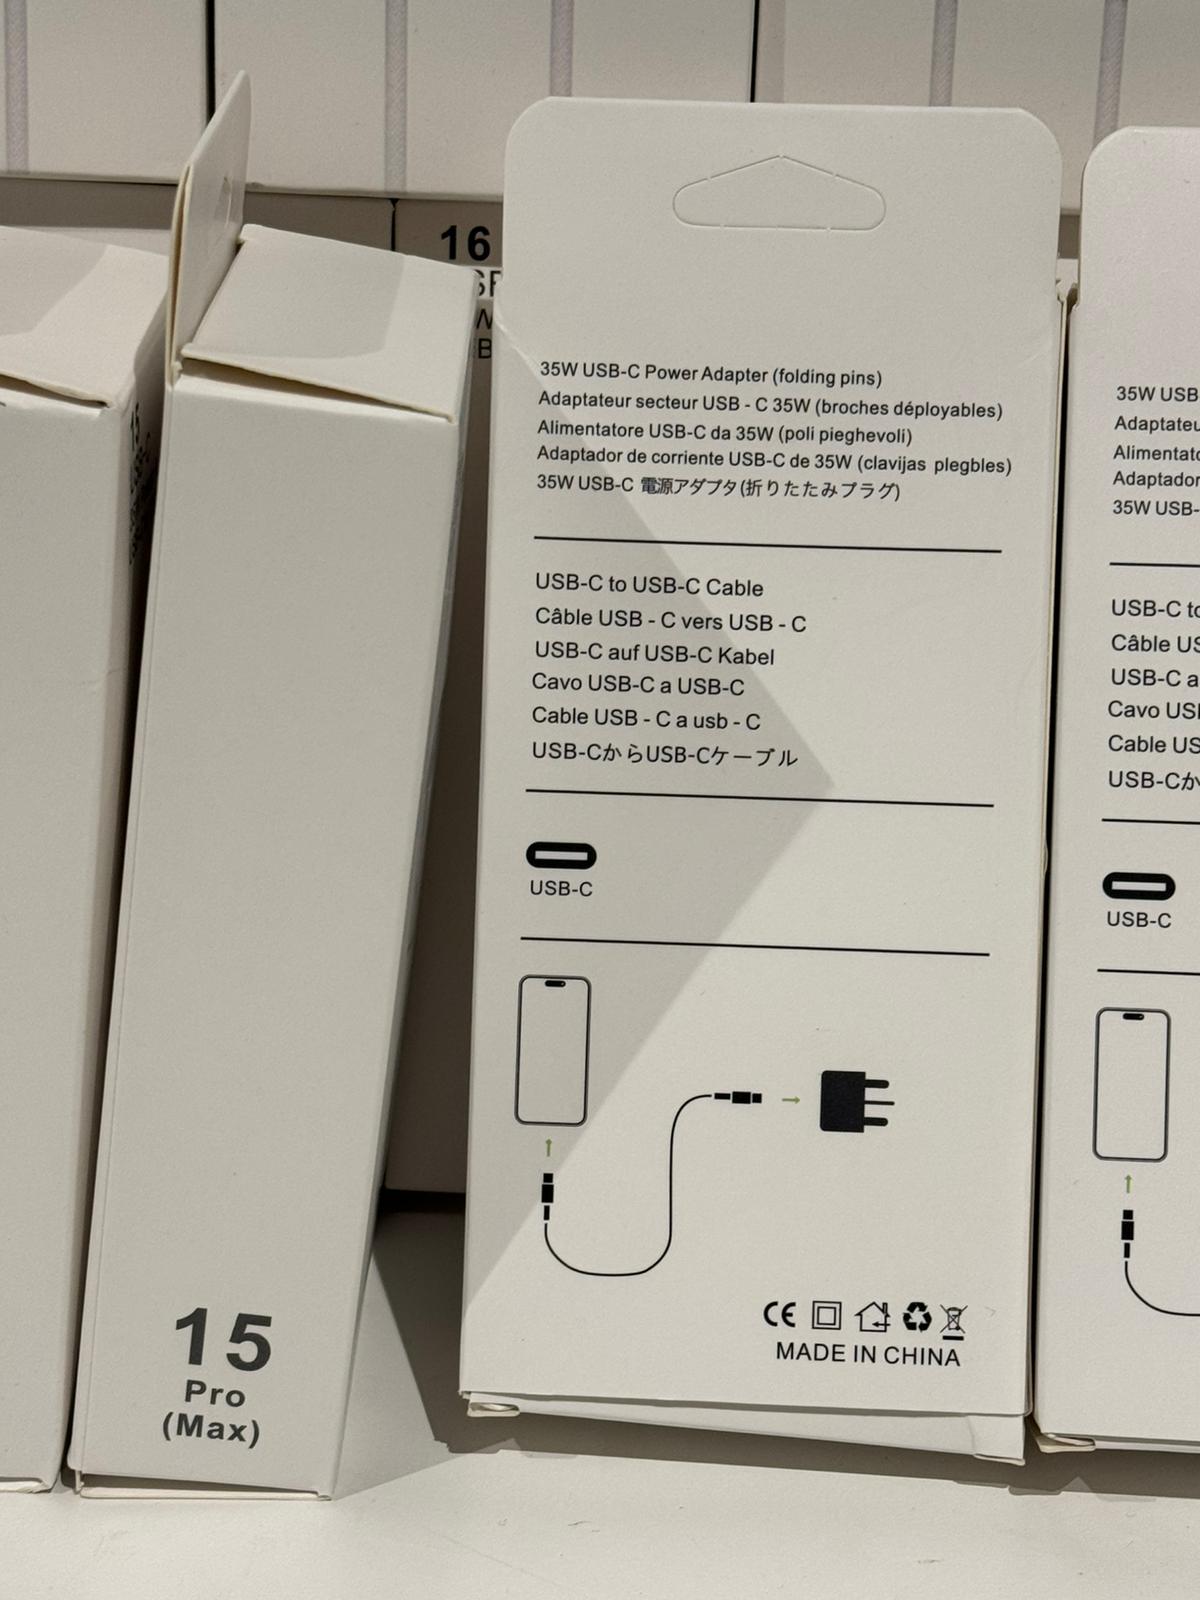 16
35W USB-C Power Adapter (folding pins)
Adaptateur secteur USB - C 35W (broches déployables)
Alimentatore USB-C da 35W (poli pieghevoli)
Adaptador de corriente USB-C de 35W (clavijas plegbles)
35W USB-C 電源アダプタ(折りたたみプラグ)
USB-C to USB-C Cable
Câble USB - C vers USB - C
USB-C auf USB-C Kabel
Cavo USB-C a USB-C
Cable USB - C a usb - C
USB-CからUSB-Cケーブル
USB-C
CE
MADE IN CHINA
15
Pro
(Max)
35W USB
Adaptateu
Alimentato
Adaptador
35W USB-
USB-C to
Câble US
USB-C a
Cavo USI
Cable US
USB-Cか
USB-C
15